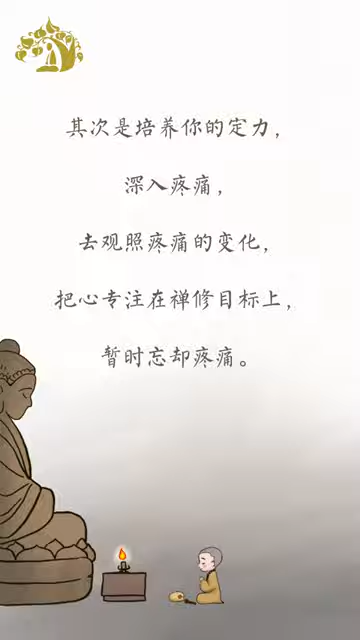 其次是培养你的定力，
深入疼痛，
去观照疼痛的变化，
把心专注在禅修目标上，
暂时忘却疼痛。